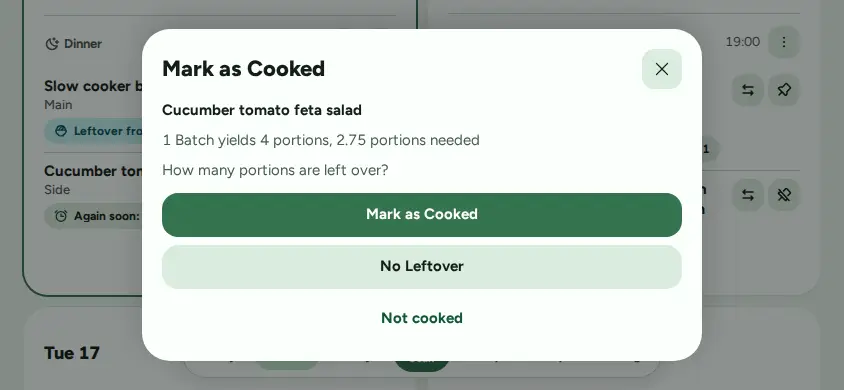 Dinner
19:00
Mark as Cooked
Slow cooker b
Main
Leftover fro
Cucumber tomato feta salad
1 Batch yields 4 portions, 2.75 portions needed
How many portions are left over?
1
Cucumber ton
Side
Again soon:
Mark as Cooked
No Leftover
Not cooked
Tue 17